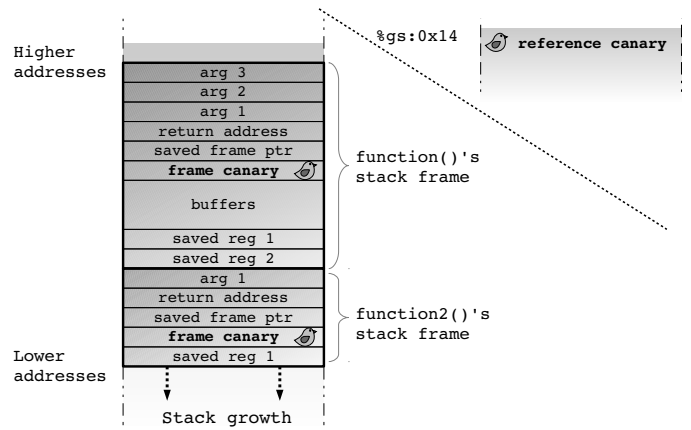 %gs:0x14
reference canary
Higher
addresses
arg 3
arg 2
arg 1
return address
saved frame ptr
frame canary
buffers
saved reg 1
saved reg 2
function()'s
stack frame
arg 1
return address
saved frame ptr
frame canary
saved reg 1
function2()'s
stack frame
Lower
addresses
Stack growth